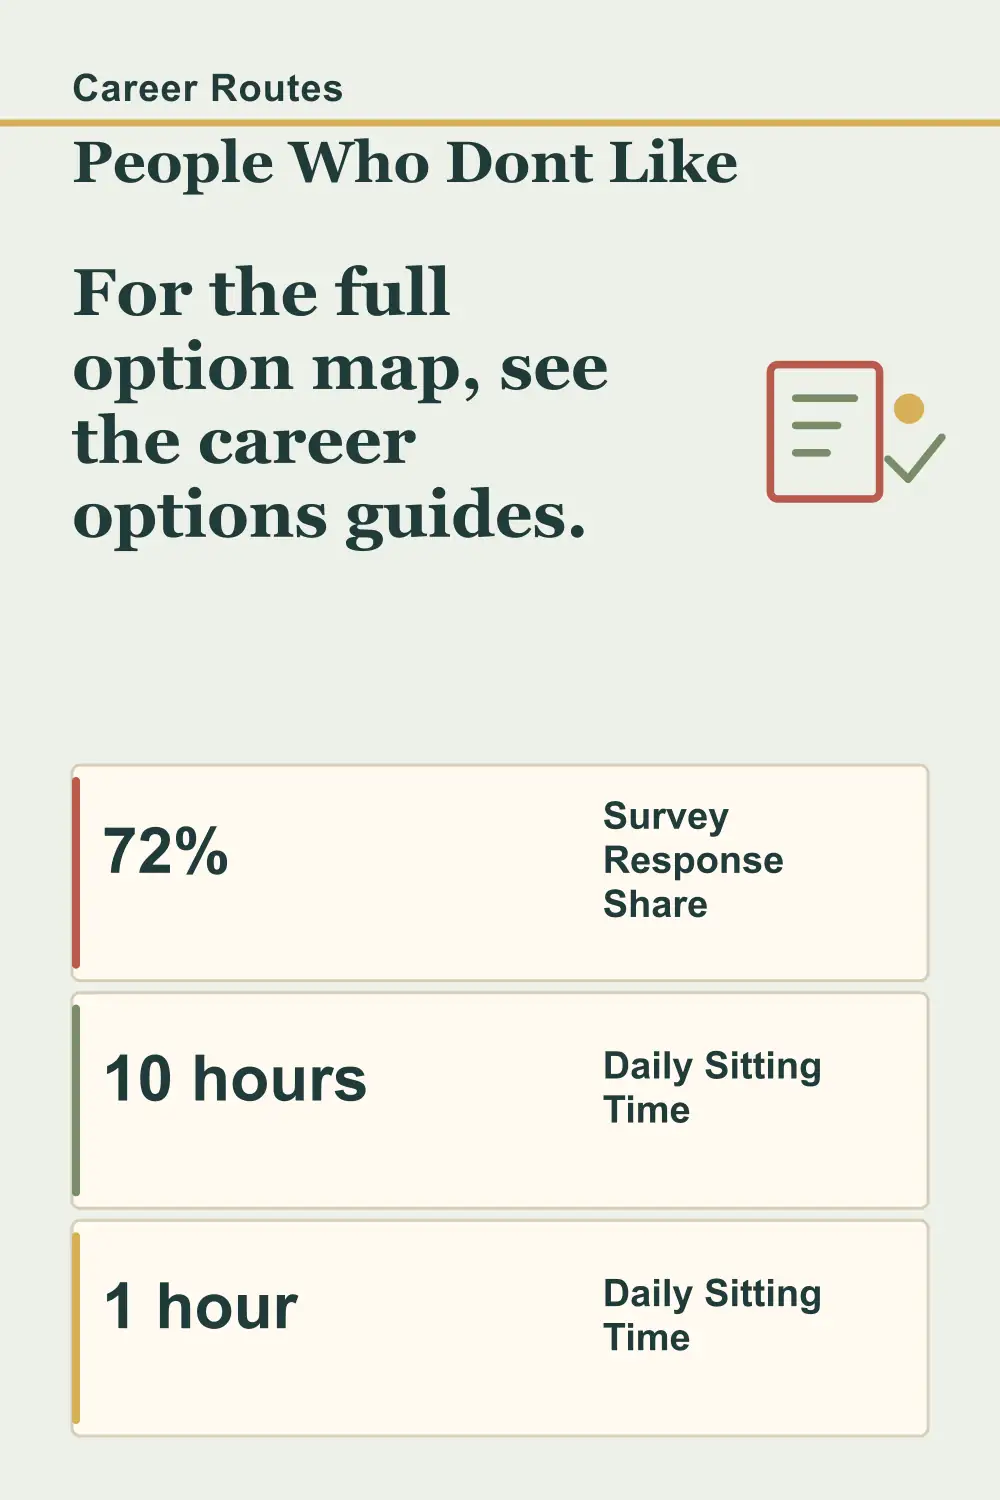 Career Routes
People Who Dont Like
For the full
option map, see
the career
options guides.
72%
Survey
Response
Share
10 hours
Daily Sitting
Time
1 hour
Daily Sitting
Time